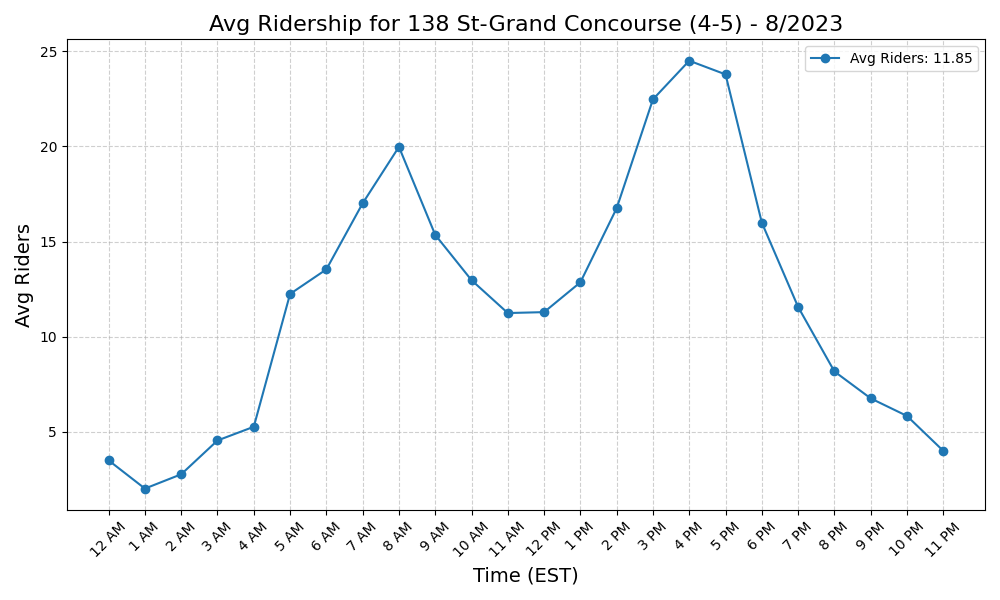 Avg Ridership for 138 St-Grand Concourse (4-5) - 8/2023
Avg Riders: 11.85
Avg Riders
25
20
15
10
5
12 AM
1 AM
2 AM
3 AM
4 AM
5 AM
6 AM
7 AM
8 AM
9 AM
10 AM
11 AM
12 PM
1 PM
2 PM
3 PM
4 PM
5 PM
6 PM
7 PM
8 PM
9 PM
10 PM
11 PM
Time (EST)